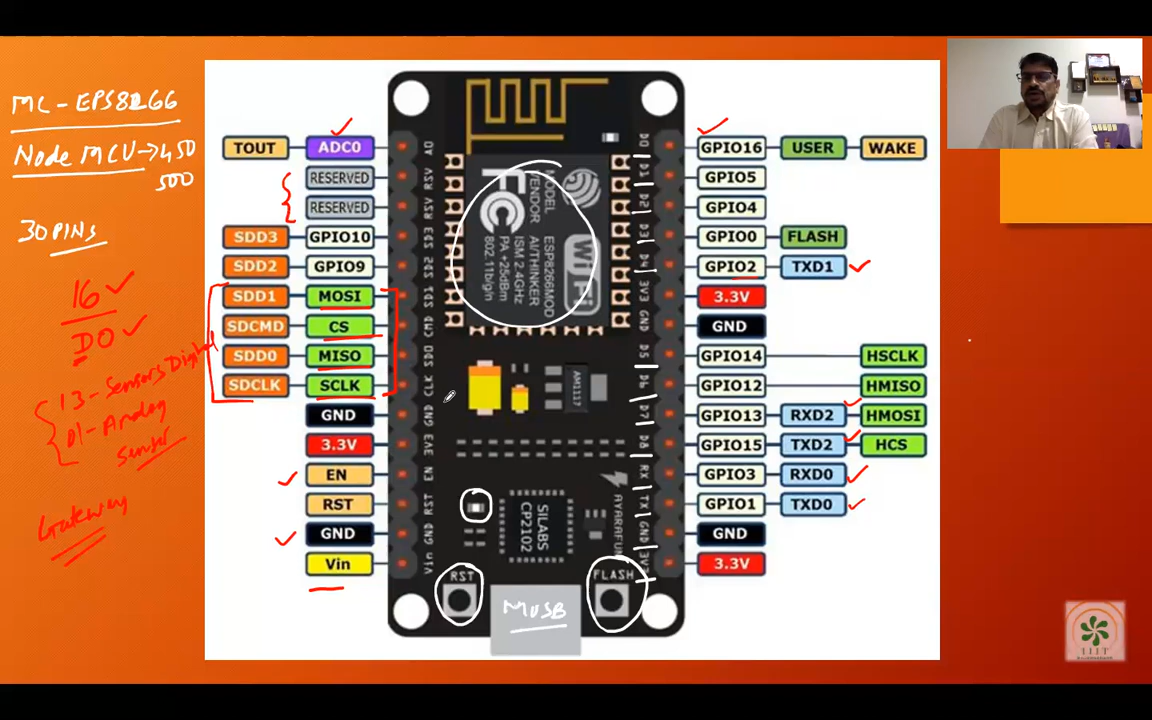 MC - EPS8266
Node MCU → 450
500
30 PINS
16
D0
13 - Sensors Digital
01 - Analog
Sensor
Gateway
TOUT ADC0 A0
RESERVED RSV
RESERVED RSV
SDD3 GPIO10 SD3
SDD2 GPIO9 SD2
SDD1 MOSI SD1
SDCMD CS CMD
SDD0 MISO SD0
SDCLK SCLK CLK
GND GND
3.3V 3V3
EN EN
RST RST
GND GND
Vin Vin
MODEL ESP8266MOD
VENDOR AI/THINKER
ISM 2.4GHz
PA +25dBm
802.11b/g/n
FC
WiFi
AM1117
SILABS
CP2102
RST
FLASH
MUSB
D0 GPIO16 USER WAKE
D1 GPIO5
D2 GPIO4
D3 GPIO0 FLASH
D4 GPIO2 TXD1
3V3 3.3V
GND GND
D5 GPIO14 HSCLK
D6 GPIO12 HMISO
D7 GPIO13 RXD2 HMOSI
D8 GPIO15 TXD2 HCS
RX GPIO3 RXD0
TX GPIO1 TXD0
GND GND
3V3 3.3V